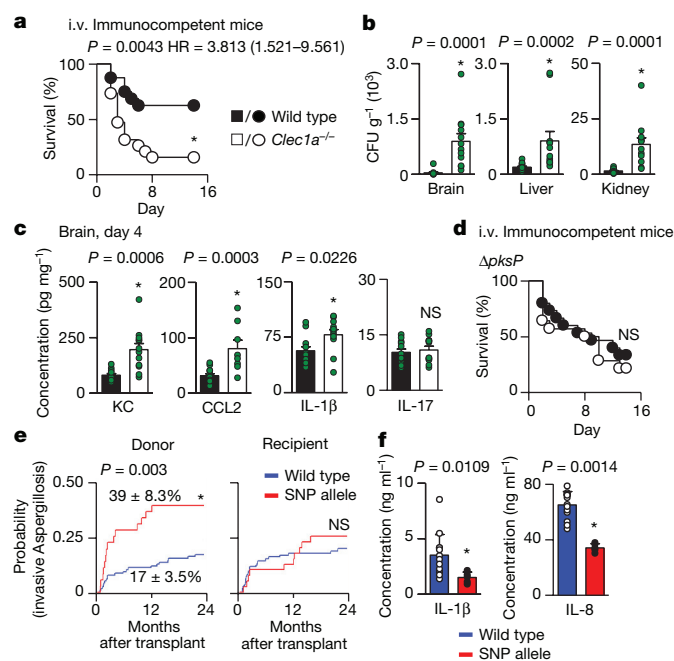 a i.v. Immunocompetent mice
P = 0.0043 HR = 3.813 (1.521–9.561)
Survival (%)
100
50
0
0 8 16
Day
*
/ Wild type
/ Clec1a–/–
b
P = 0.0001 P = 0.0002 P = 0.0001
CFU g–1 (10³)
3.0
1.5
0
*
Brain
3.0
1.5
0
*
Liver
40
20
0
*
Kidney
c Brain, day 4
P = 0.0006 P = 0.0003 P = 0.0226
Concentration (pg mg–1)
500
250
0
*
KC
100
50
0
*
CCL2
150
75
0
*
IL-1β
30
15
0
NS
IL-17
d i.v. Immunocompetent mice
ΔpksP
Survival (%)
100
50
0
NS
0 8 16
Day
e Donor Recipient
P = 0.003
Probability
(invasive Aspergillosis)
0.50
0.25
0
39 ± 8.3% *
17 ± 3.5%
Wild type
SNP allele
NS
0 12 24
Months
after transplant
0 12 24
Months
after transplant
f
P = 0.0109 P = 0.0014
Concentration (ng ml–1)
10
5
0
*
IL-1β
Concentration (ng ml–1)
80
40
0
*
IL-8
Wild type
SNP allele